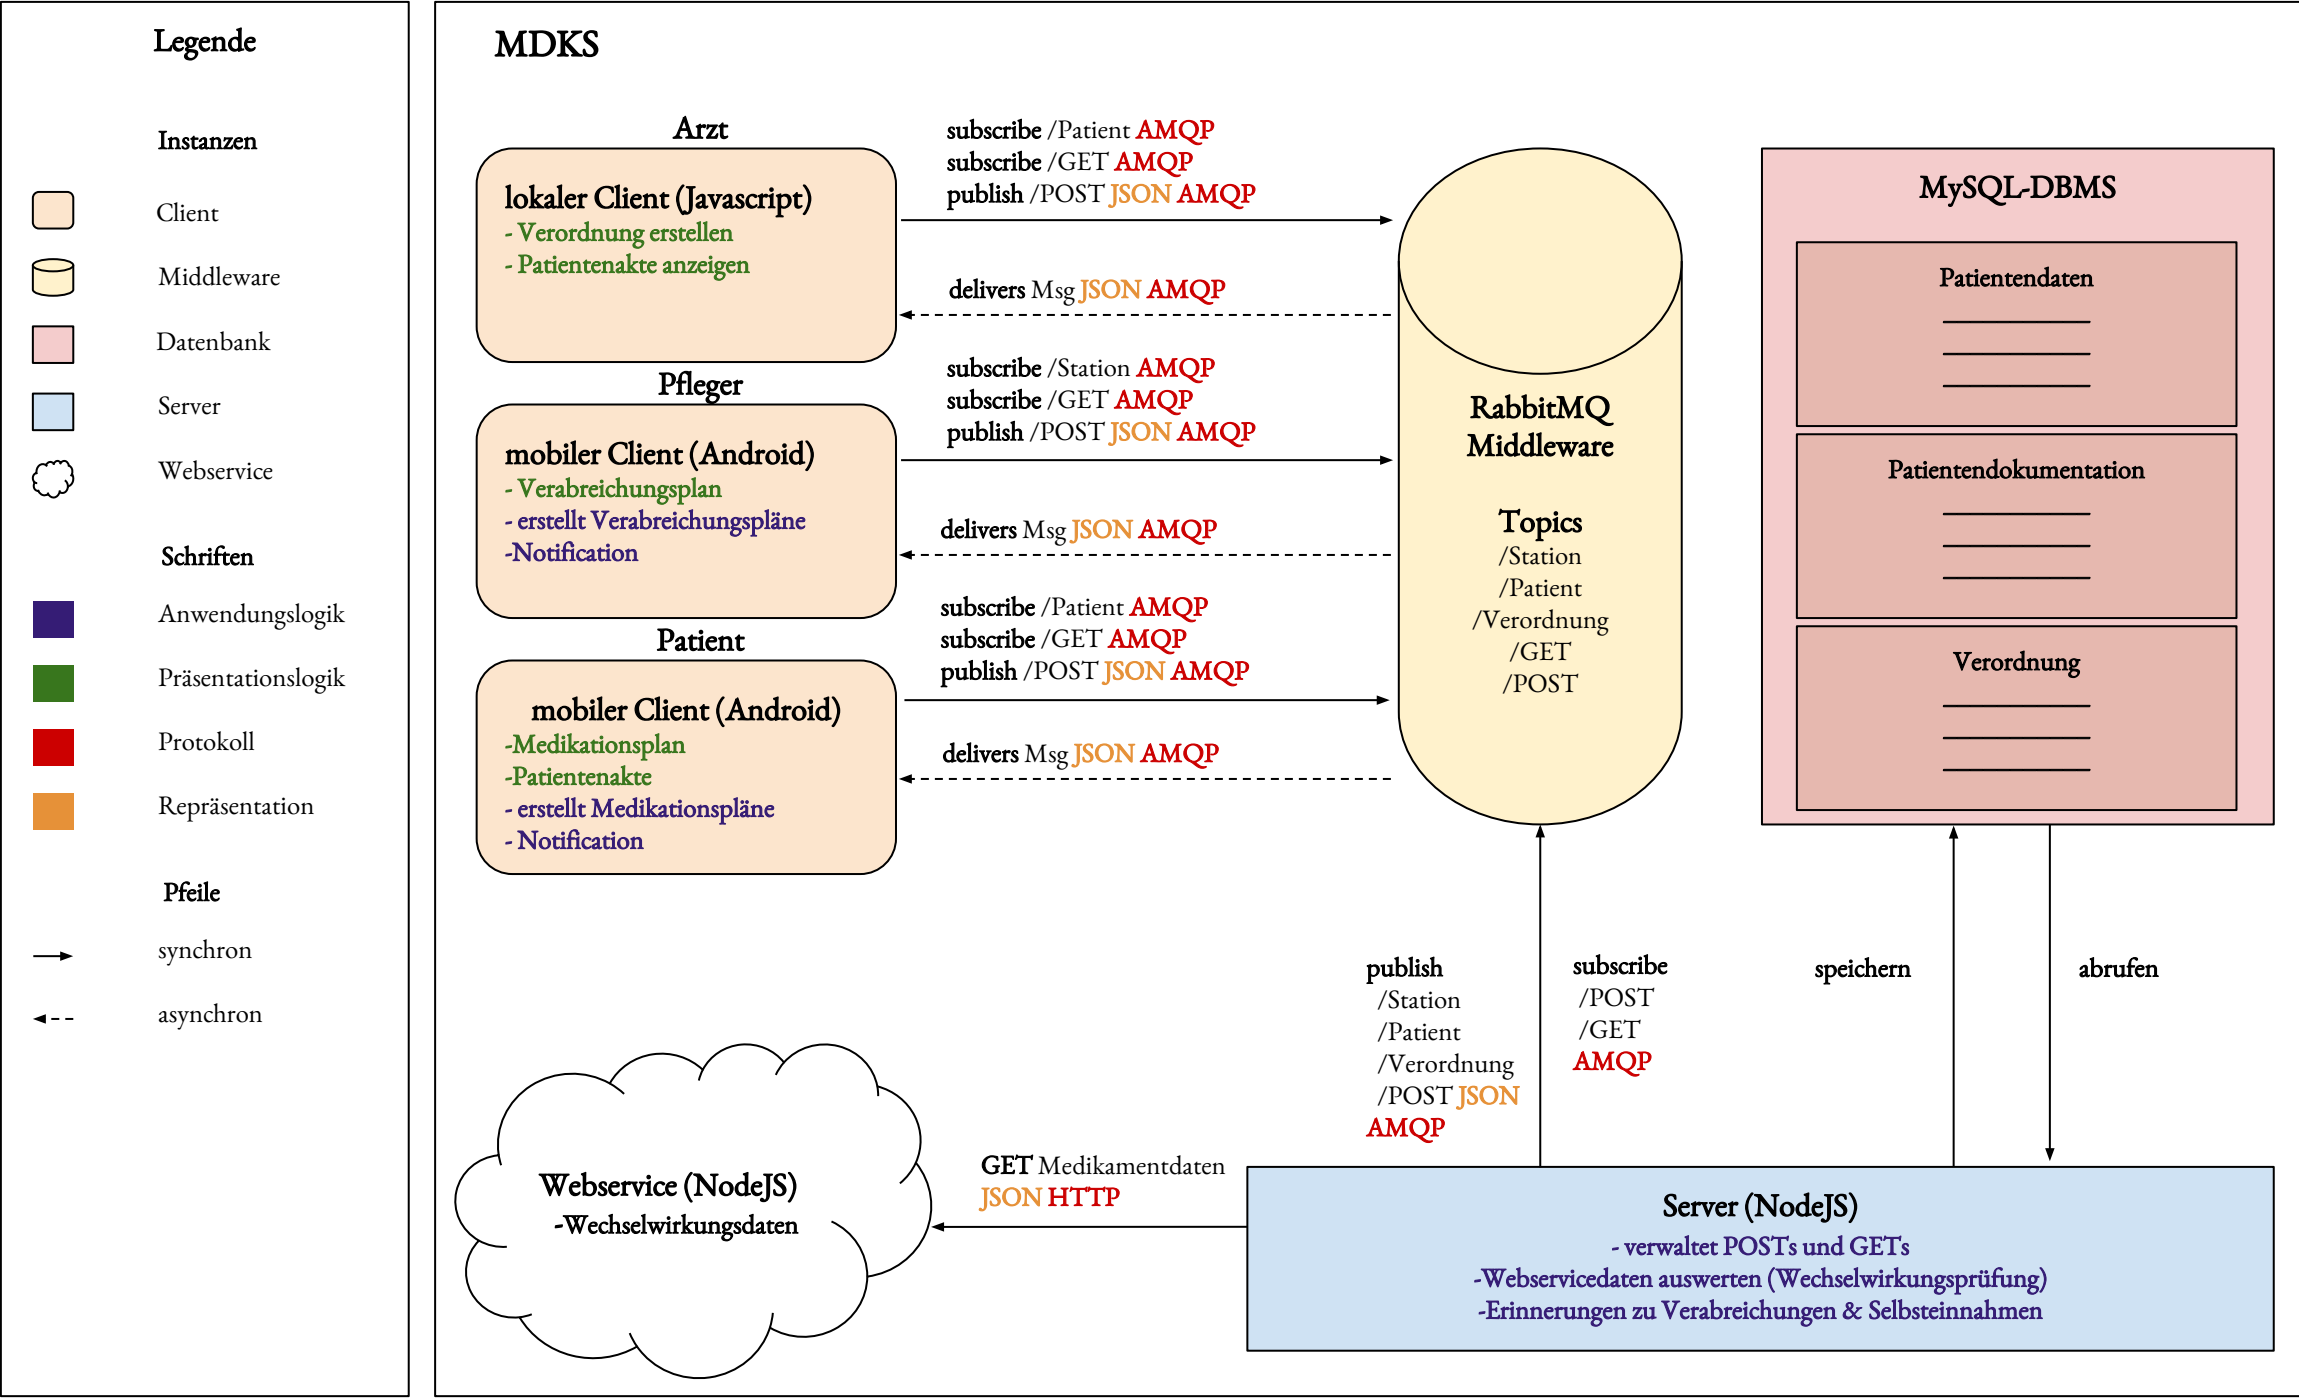 Legende
Instanzen
Client
Middleware
Datenbank
Server
Webservice
Schriften
Anwendungslogik
Präsentationslogik
Protokoll
Repräsentation
Pfeile
synchron
asynchron
MDKS
Arzt
lokaler Client (Javascript)
- Verordnung erstellen
- Patientenakte anzeigen
subscribe /Patient AMQP
subscribe /GET AMQP
publish /POST JSON AMQP
delivers Msg JSON AMQP
Pfleger
mobiler Client (Android)
- Verabreichungsplan
- erstellt Verabreichungspläne
-Notification
subscribe /Station AMQP
subscribe /GET AMQP
publish /POST JSON AMQP
delivers Msg JSON AMQP
Patient
mobiler Client (Android)
-Medikationsplan
-Patientenakte
- erstellt Medikationspläne
- Notification
subscribe /Patient AMQP
subscribe /GET AMQP
publish /POST JSON AMQP
delivers Msg JSON AMQP
RabbitMQ
Middleware
Topics
/Station
/Patient
/Verordnung
/GET
/POST
MySQL-DBMS
Patientendaten
Patientendokumentation
Verordnung
publish
/Station
/Patient
/Verordnung
/POST JSON
AMQP
subscribe
/POST
/GET
AMQP
speichern
abrufen
Webservice (NodeJS)
-Wechselwirkungsdaten
GET Medikamentdaten
JSON HTTP
Server (NodeJS)
- verwaltet POSTs und GETs
-Webservicedaten auswerten (Wechselwirkungsprüfung)
-Erinnerungen zu Verabreichungen & Selbsteinnahmen